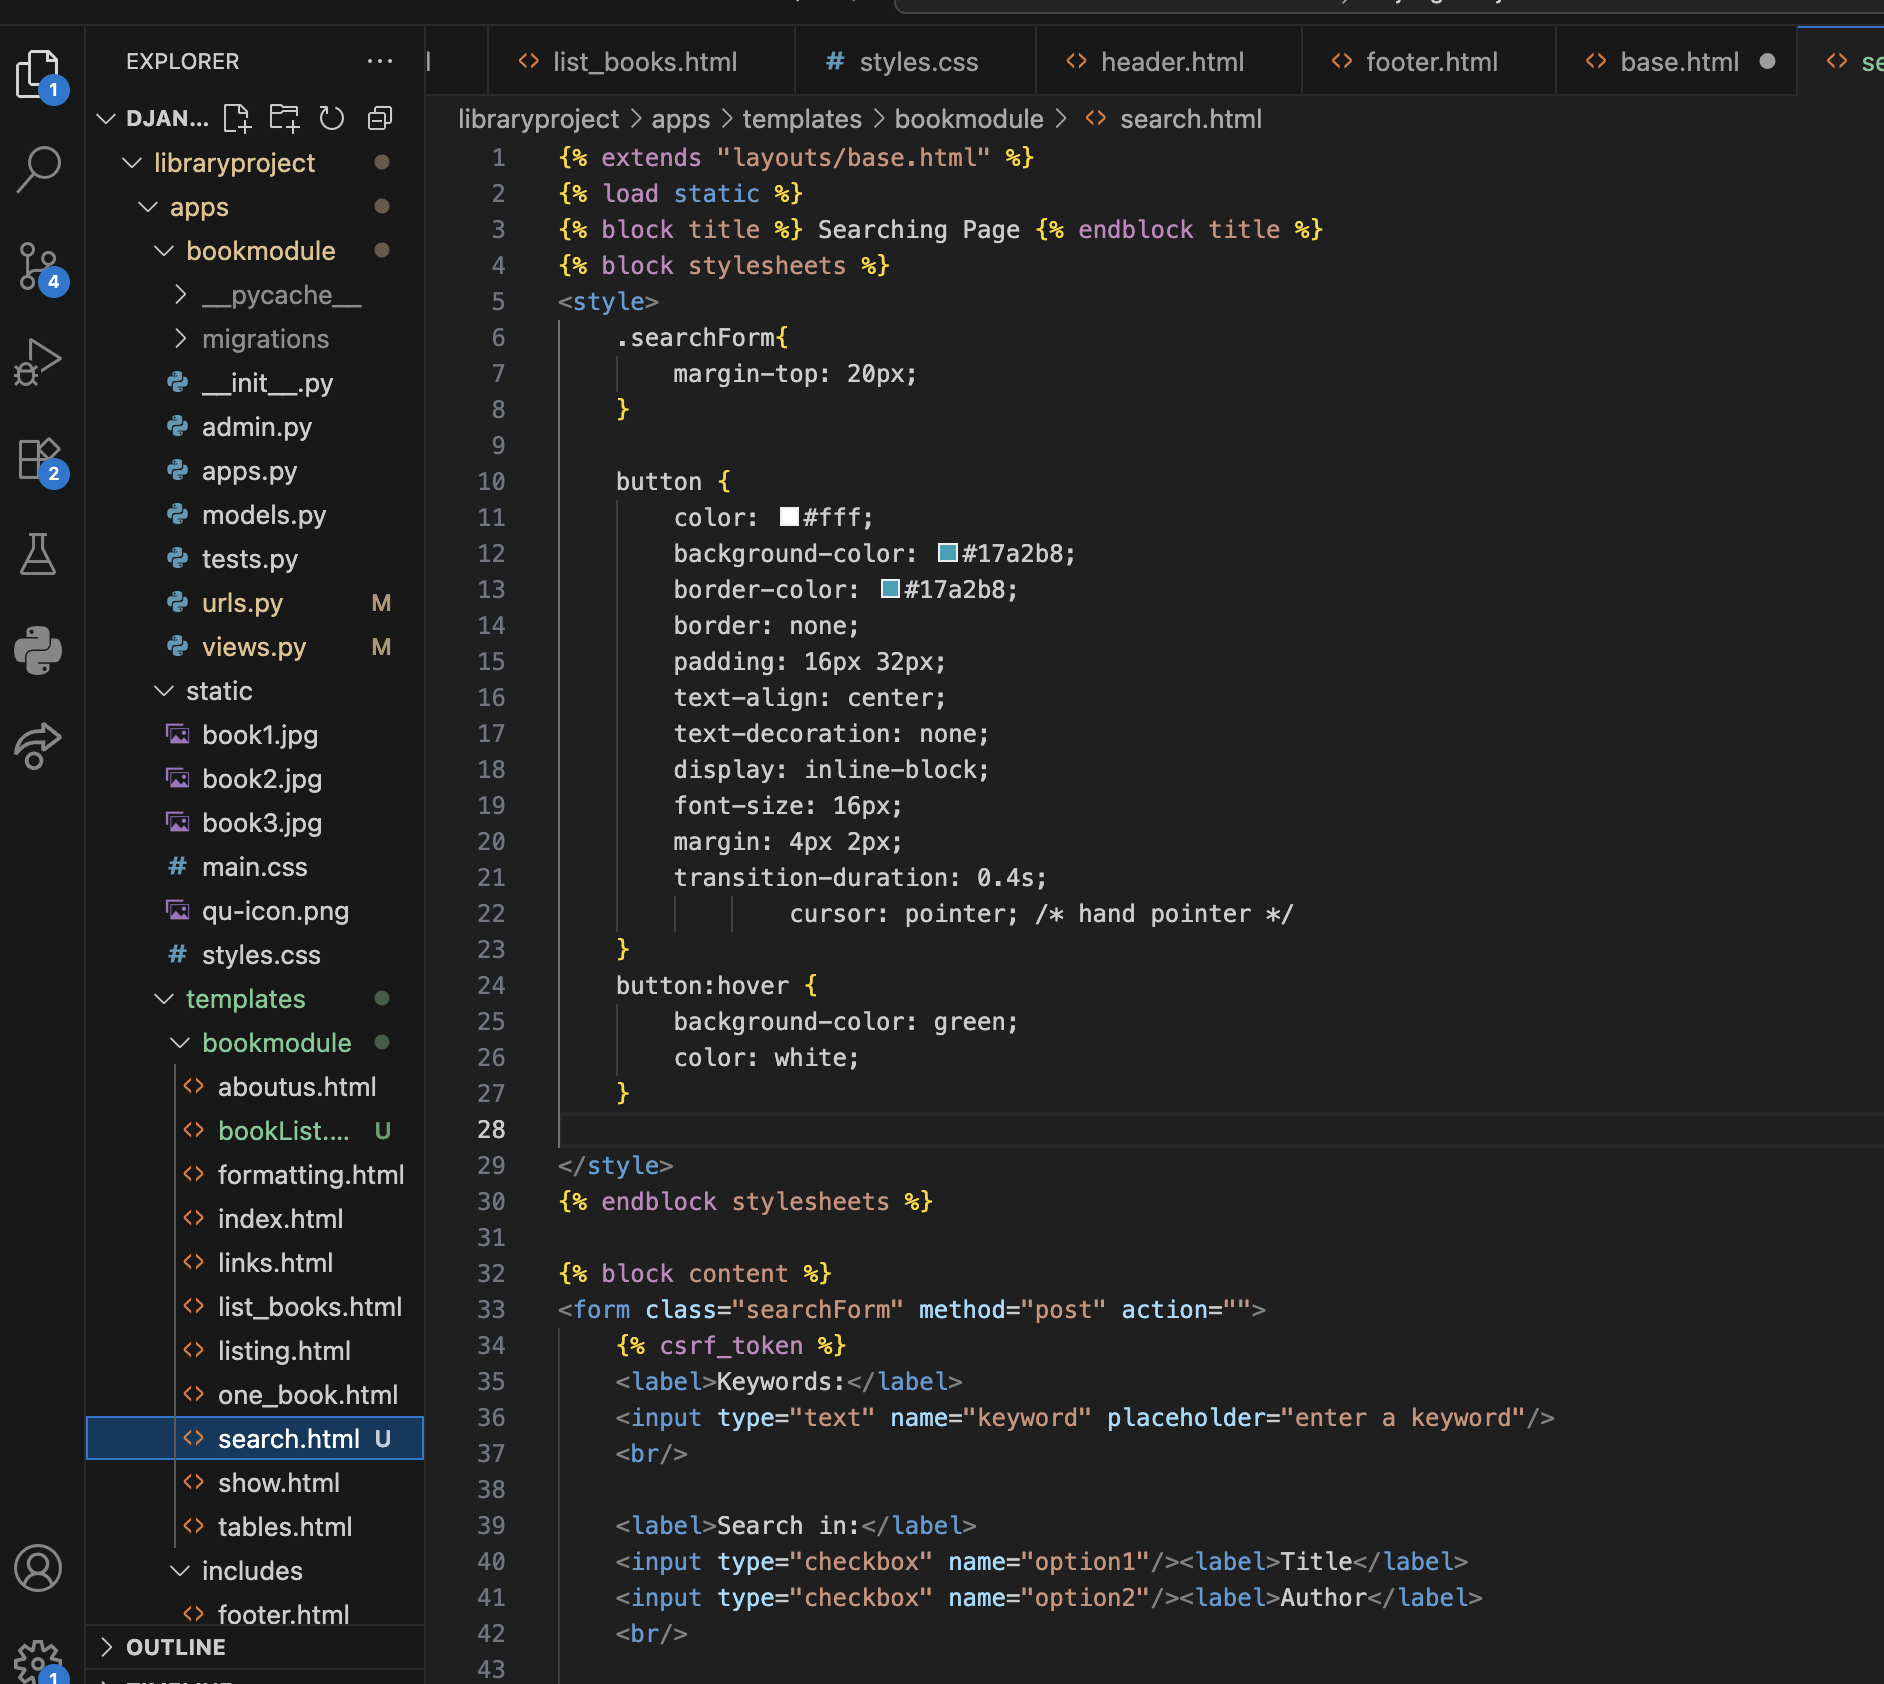 EXPLORER
DJAN...
libraryproject
apps
bookmodule
__pycache__
migrations
__init__.py
admin.py
apps.py
models.py
tests.py
urls.py M
views.py M
static
book1.jpg
book2.jpg
book3.jpg
main.css
qu-icon.png
styles.css
templates
bookmodule
aboutus.html
bookList.... U
formatting.html
index.html
links.html
list_books.html
listing.html
one_book.html
search.html U
show.html
tables.html
includes
footer.html
OUTLINE
1
4
2
1
list_books.html
# styles.css
header.html
footer.html
base.html
libraryproject > apps > templates > bookmodule > search.html
1 {% extends "layouts/base.html" %}
2 {% load static %}
3 {% block title %} Searching Page {% endblock title %}
4 {% block stylesheets %}
5 <style>
6 .searchForm{
7 margin-top: 20px;
8 }
9
10 button {
11 color: #fff;
12 background-color: #17a2b8;
13 border-color: #17a2b8;
14 border: none;
15 padding: 16px 32px;
16 text-align: center;
17 text-decoration: none;
18 display: inline-block;
19 font-size: 16px;
20 margin: 4px 2px;
21 transition-duration: 0.4s;
22 cursor: pointer; /* hand pointer */
23 }
24 button:hover {
25 background-color: green;
26 color: white;
27 }
28
29 </style>
30 {% endblock stylesheets %}
31
32 {% block content %}
33 <form class="searchForm" method="post" action="">
34 {% csrf_token %}
35 <label>Keywords:</label>
36 <input type="text" name="keyword" placeholder="enter a keyword"/>
37 <br/>
38
39 <label>Search in:</label>
40 <input type="checkbox" name="option1"/><label>Title</label>
41 <input type="checkbox" name="option2"/><label>Author</label>
42 <br/>
43